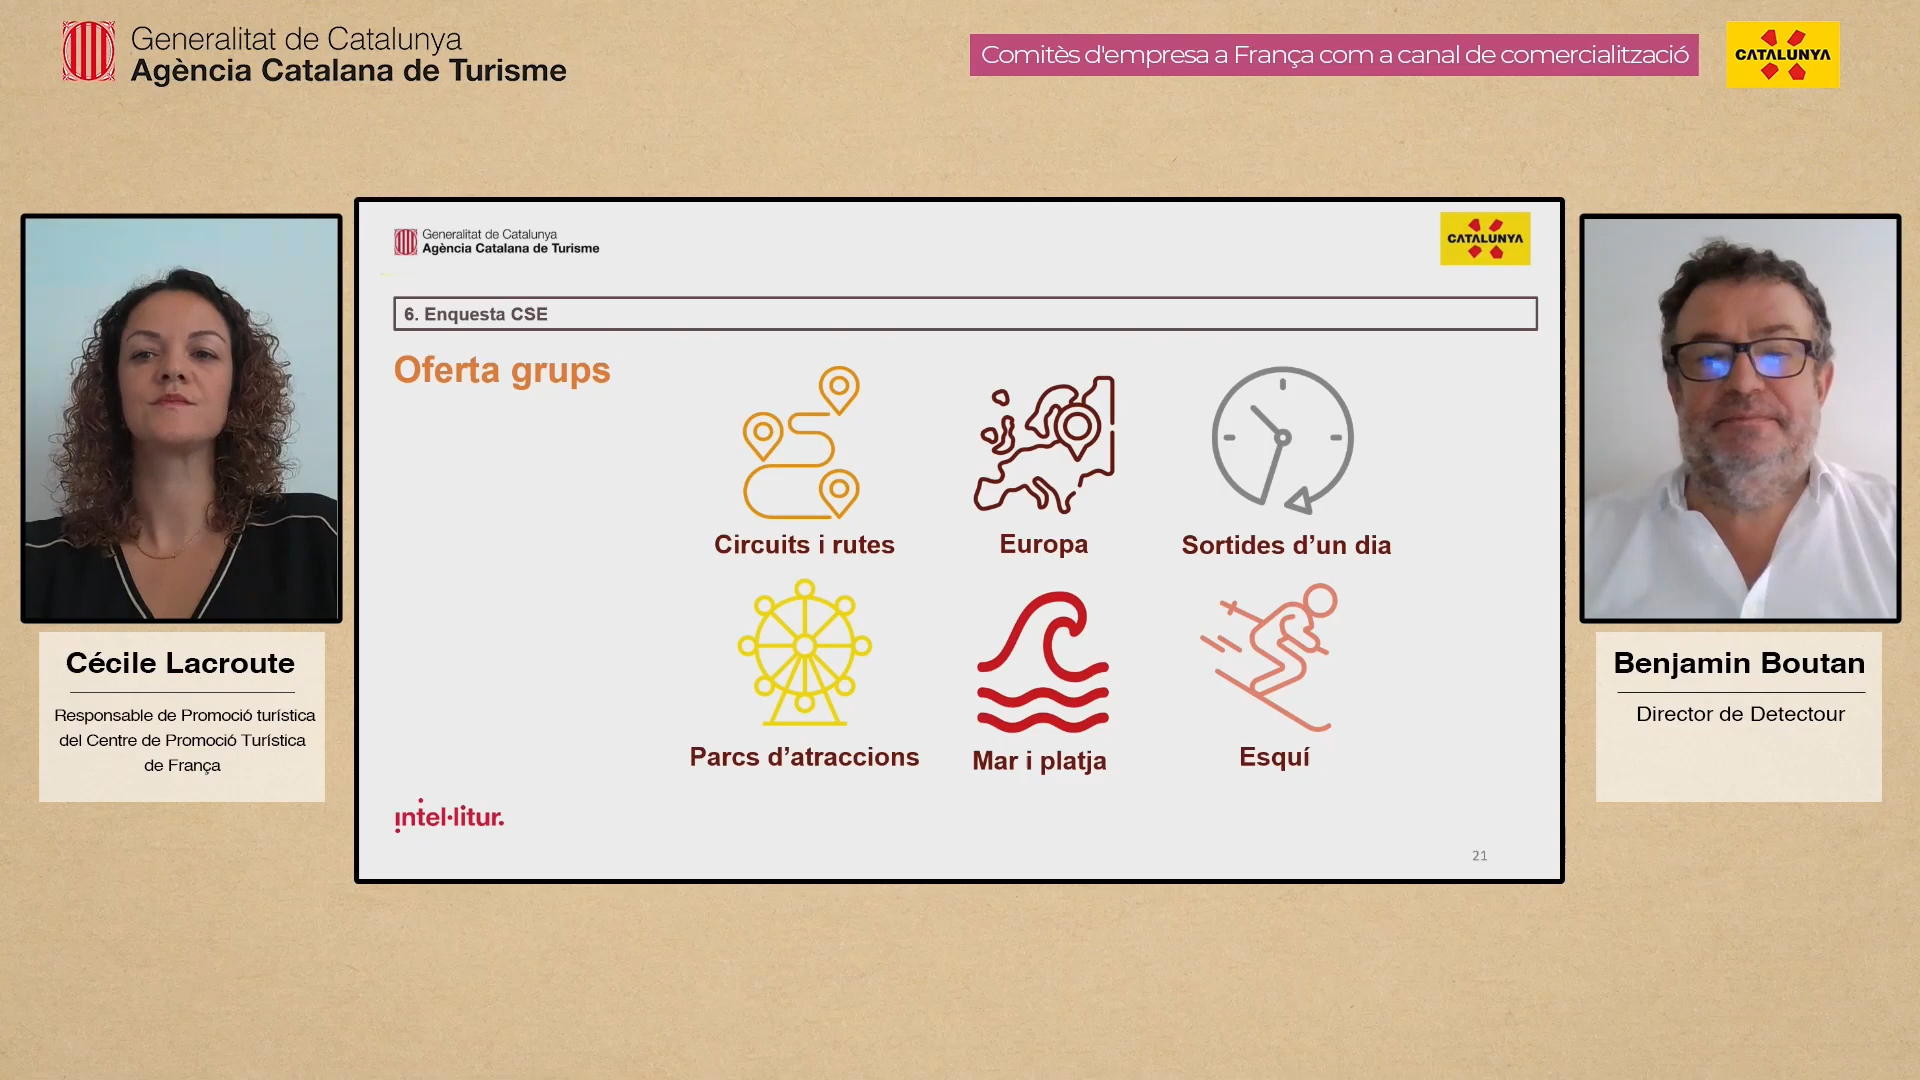 Generalitat de Catalunya
Agència Catalana de Turisme
Comitès d'empresa a França com a canal de comercialització
CATALUNYA
Generalitat de Catalunya
Agència Catalana de Turisme
CATALUNYA
6. Enquesta CSE
Oferta grups
Circuits i rutes
Europa
Sortides d’un dia
Parcs d’atraccions
Mar i platja
Esquí
intel·litur.
21
Cécile Lacroute
Responsable de Promoció turística
del Centre de Promoció Turística
de França
Benjamin Boutan
Director de Detectour